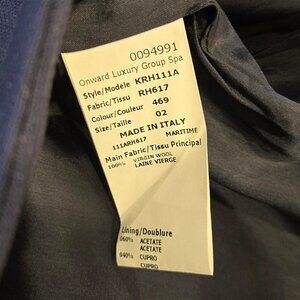 0094991
Onward Luxury Group Spa
Style/Modele KRH111A
Fabric/Tissu RH617
Colour/Couleur 469
Size/Taille 02
MADE IN ITALY
111ARH617 MARITIME
Main Fabric/Tissu Principal
100% VIRGIN WOOL
LAINE VIERGE
Lining/Doublure
060% ACETATE
ACETATE
040% CUPRO
CUPRO